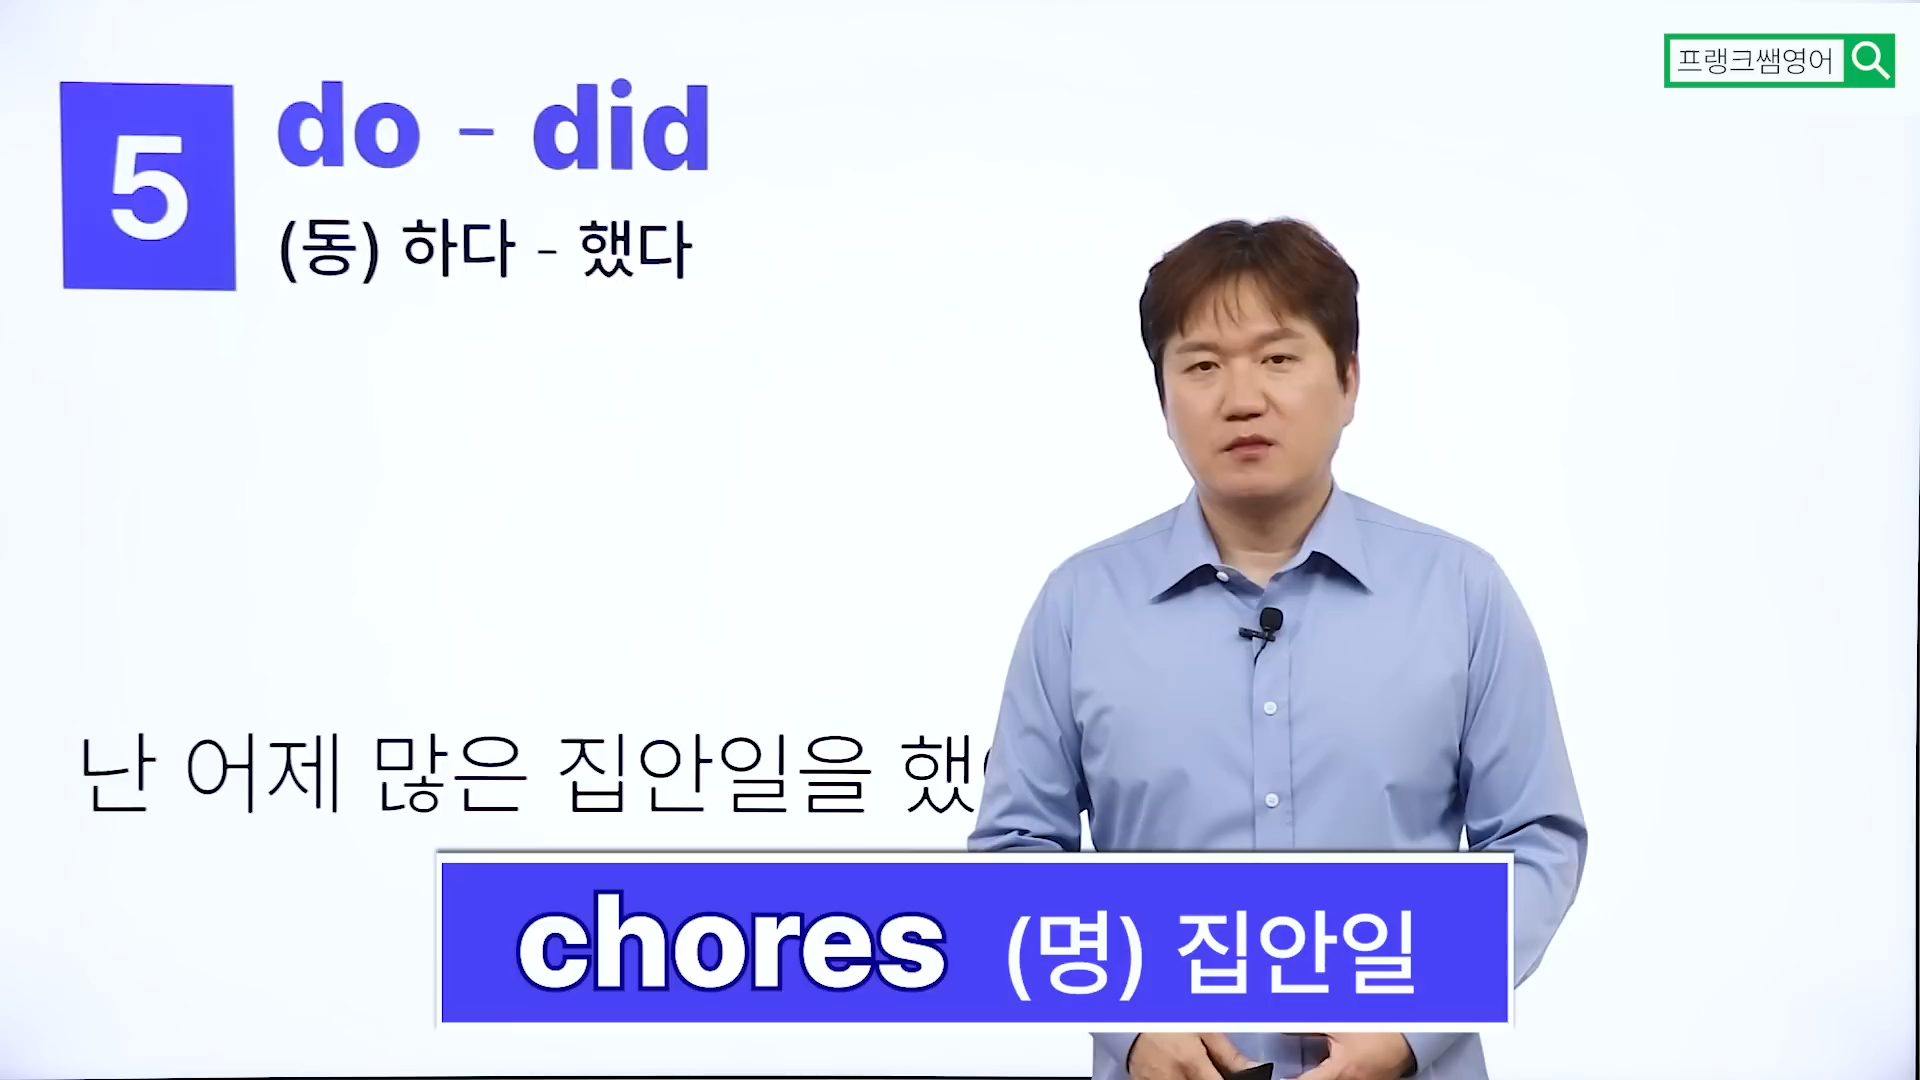 프랭크쌤영어
5
do - did
(동) 하다 - 했다
난 어제 많은 집안일을 했
chores (명) 집안일